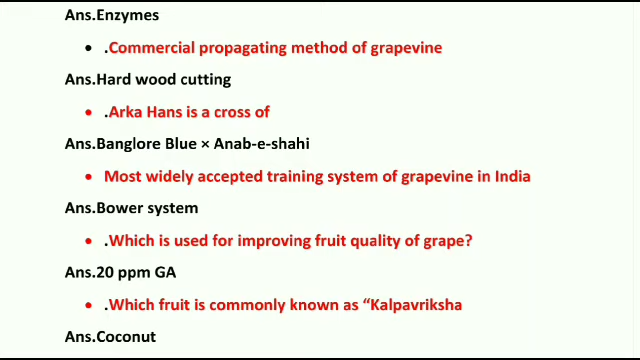 Ans.Enzymes
• .Commercial propagating method of grapevine
Ans.Hard wood cutting
• .Arka Hans is a cross of
Ans.Banglore Blue × Anab-e-shahi
• Most widely accepted training system of grapevine in India
Ans.Bower system
• .Which is used for improving fruit quality of grape?
Ans.20 ppm GA
• .Which fruit is commonly known as “Kalpavriksha
Ans.Coconut